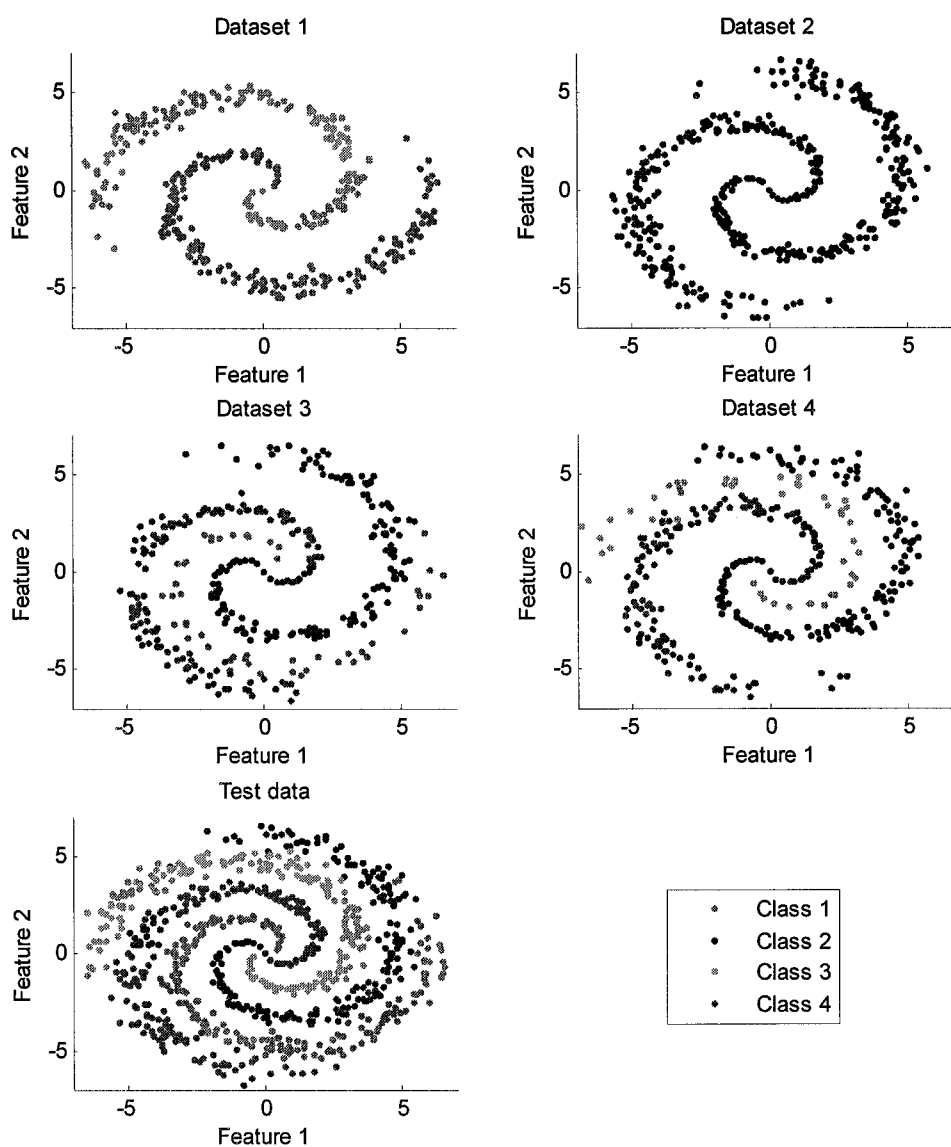 Dataset 1
Dataset 2
5
0
-5
Feature 2
-5
0
5
Feature 1
5
0
-5
Feature 2
-5
0
5
Feature 1
Dataset 3
Dataset 4
5
0
-5
Feature 2
-5
0
5
Feature 1
5
0
-5
Feature 2
-5
0
5
Feature 1
Test data
5
0
-5
Feature 2
-5
0
5
Feature 1
Class 1
Class 2
Class 3
Class 4